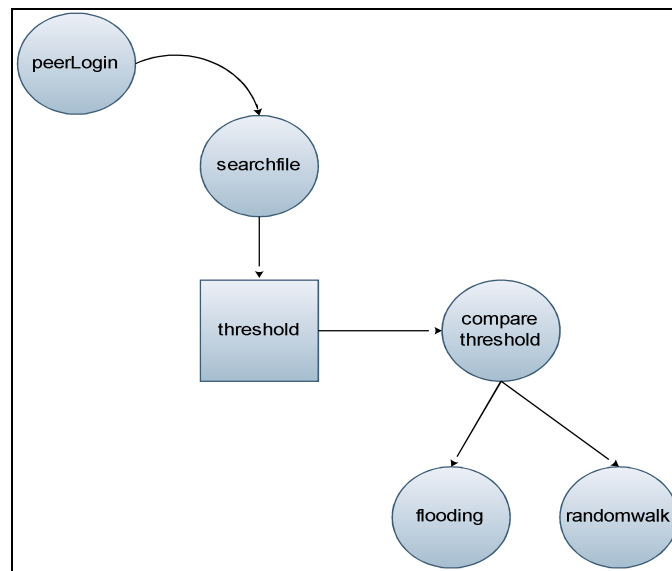 peerLogin
searchfile
threshold
compare
threshold
flooding
randomwalk